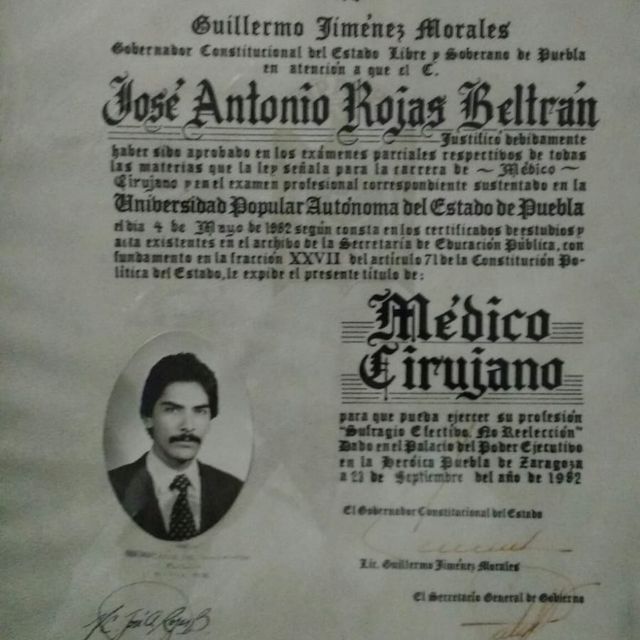 Guillermo Jiménez Morales
Gobernador Constitucional del Estado Libre y Soberano de Puebla
en atención a que el C.
José Antonio Rojas Beltrán
Justificó debidamente
haber sido aprobado en los exámenes parciales respectivos de todas
las materias que la ley señala para la carrera de ~ Médico ~
Cirujano y en el examen profesional correspondiente sustentado en la
Universidad Popular Autónoma del Estado de Puebla
el día 4 de Mayo de 1982 según consta en los certificados de estudios y
acta existentes en el archivo de la Secretaría de Educación Pública, con
fundamento en la fracción XXVII del artículo 71 de la Constitución Po-
lítica del Estado, le expide el presente título de:
Médico
Cirujano
para que pueda ejercer su profesión
"Sufragio Efectivo. No Reelección"
Dado en el Palacio del Poder Ejecutivo
en la Heróica Puebla de Zaragoza
a de Septiembre del año de 1982
El Gobernador Constitucional del Estado
Lic. Guillermo Jiménez Morales
El Secretario General de Gobierno